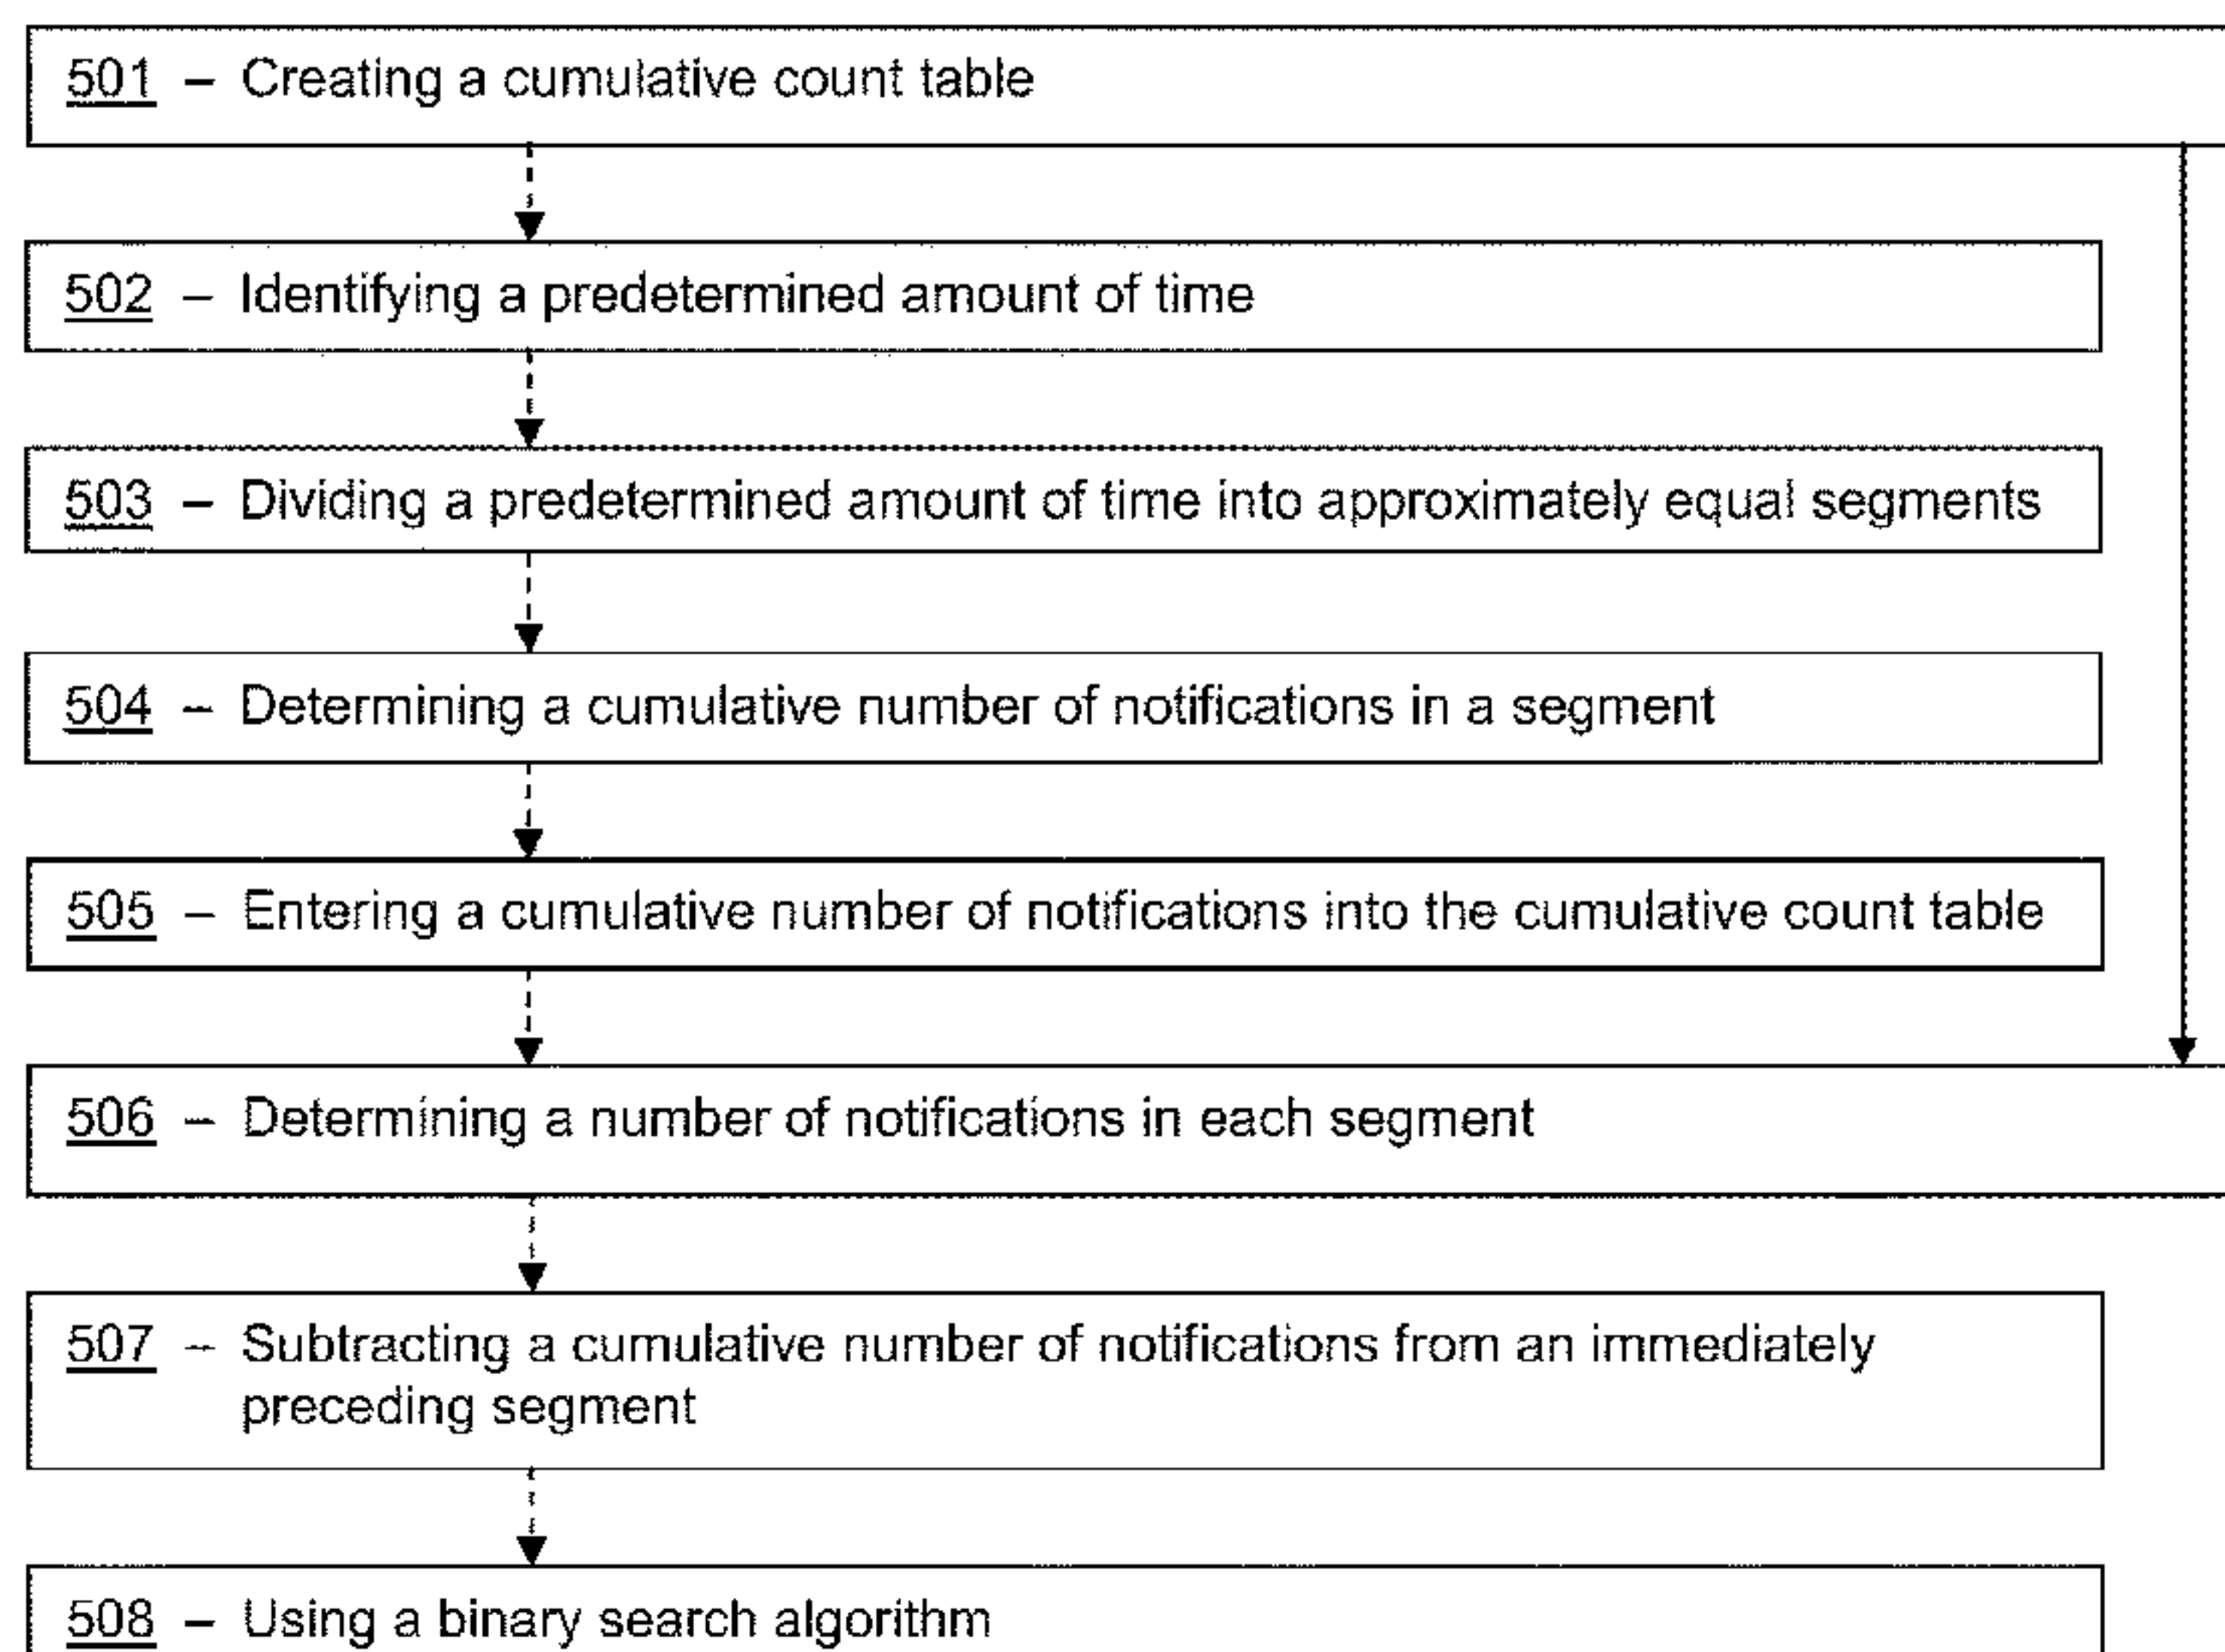 501 – Creating a cumulative count table
502 – Identifying a predetermined amount of time
503 – Dividing a predetermined amount of time into approximately equal segments
504 – Determining a cumulative number of notifications in a segment
505 – Entering a cumulative number of notifications into the cumulative count table
506 – Determining a number of notifications in each segment
507 – Subtracting a cumulative number of notifications from an immediately
preceding segment
508 – Using a binary search algorithm